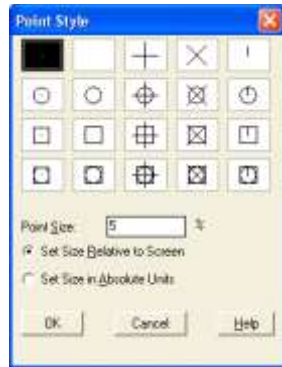 Point Style
Point Size: 5 %
Set Size Relative to Screen
Set Size in Absolute Units
OK Cancel Help